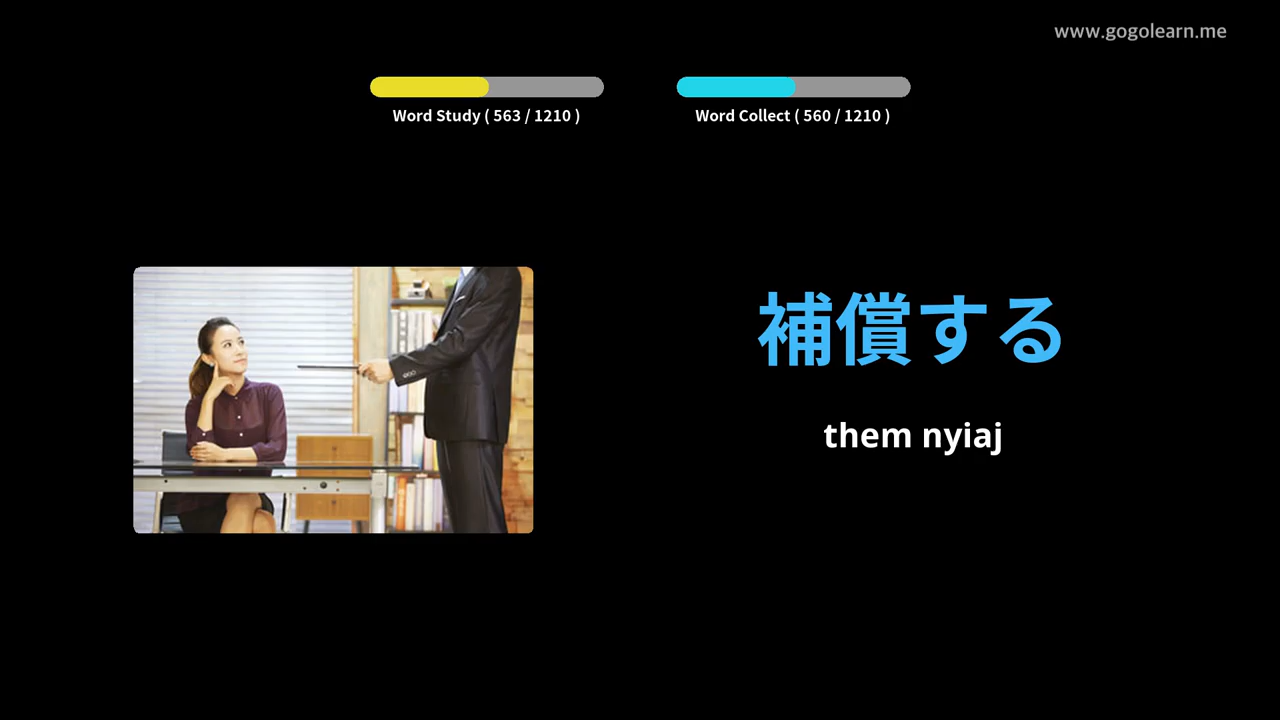 www.gogolearn.me
Word Study ( 563 / 1210 )
Word Collect ( 560 / 1210 )
補償する
them nyiaj